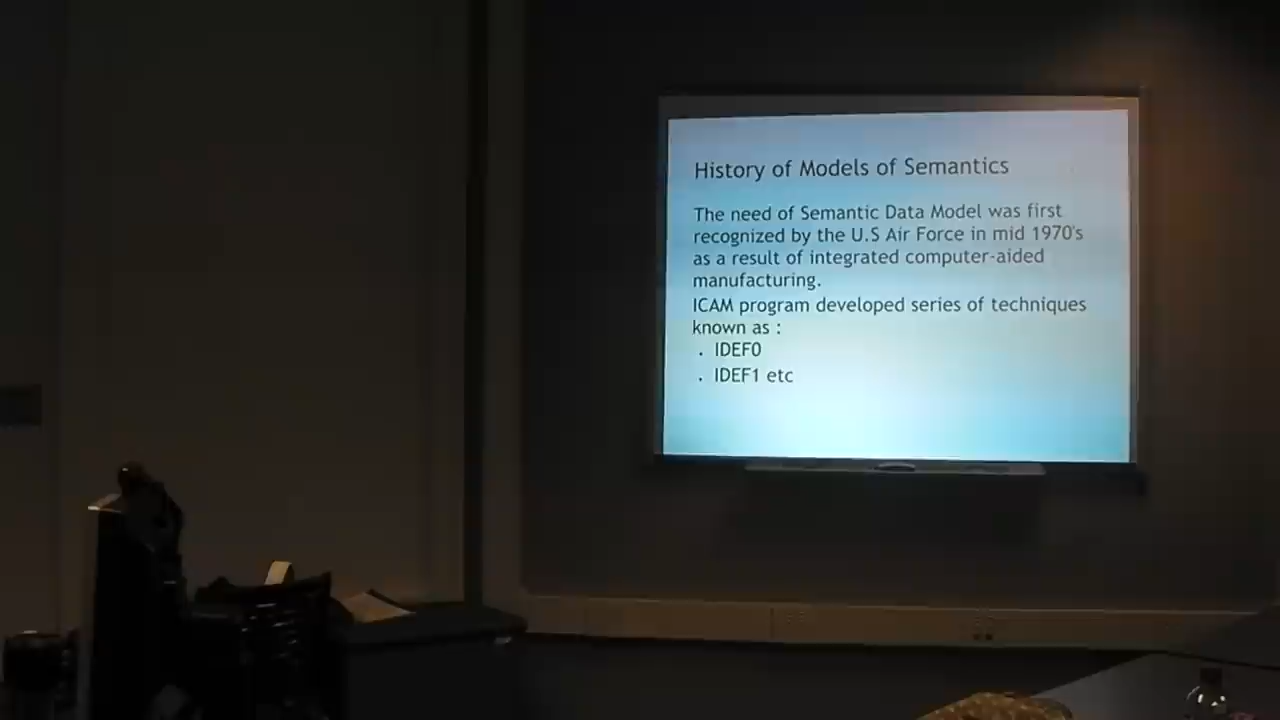 History of Models of Semantics
The need of Semantic Data Model was first
recognized by the U.S Air Force in mid 1970's
as a result of integrated computer-aided
manufacturing.
ICAM program developed series of techniques
known as :
. IDEF0
. IDEF1 etc